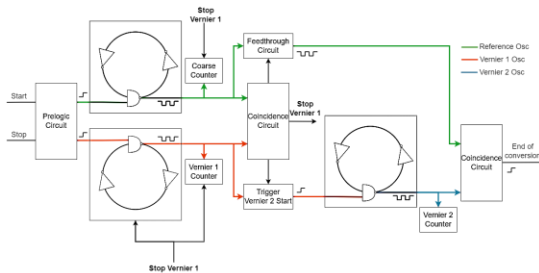 Stop
Vernier 1
Feedthrough
Circuit
Reference Osc
Vernier 1 Osc
Vernier 2 Osc
Coarse
Counter
Start
Stop
Prelogic
Circuit
Coincidence
Circuit
Stop
Vernier 1
Coincidence
Circuit
End of
conversion
Vernier 1
Counter
Trigger
Vernier 2 Start
Vernier 2
Counter
Stop Vernier 1